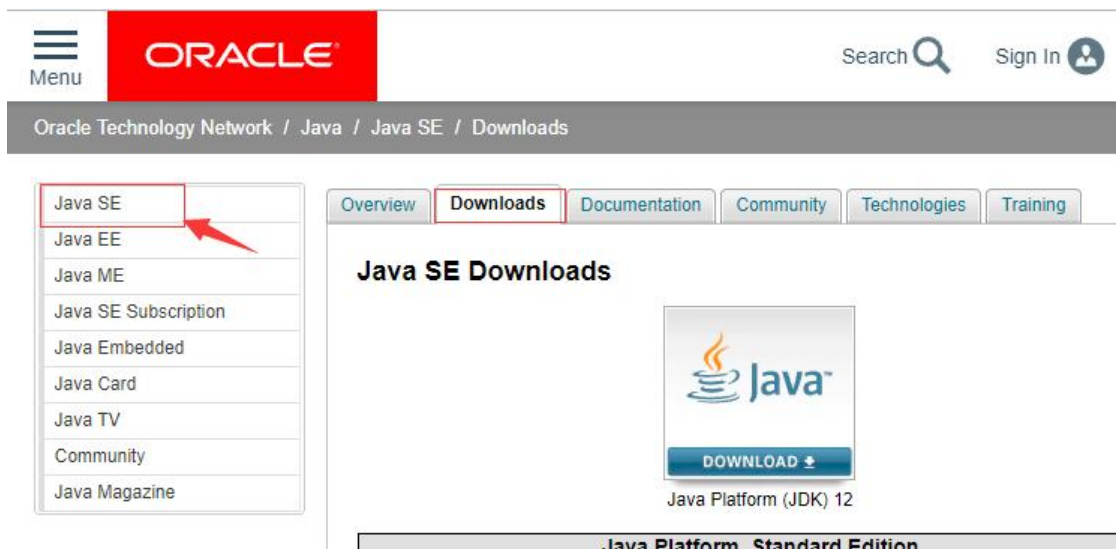 Menu
ORACLE
Search
Sign In
Oracle Technology Network / Java / Java SE / Downloads
Java SE
Java EE
Java ME
Java SE Subscription
Java Embedded
Java Card
Java TV
Community
Java Magazine
Overview Downloads Documentation Community Technologies Training
Java SE Downloads
Java™
DOWNLOAD
Java Platform (JDK) 12
Java Platform, Standard Edition